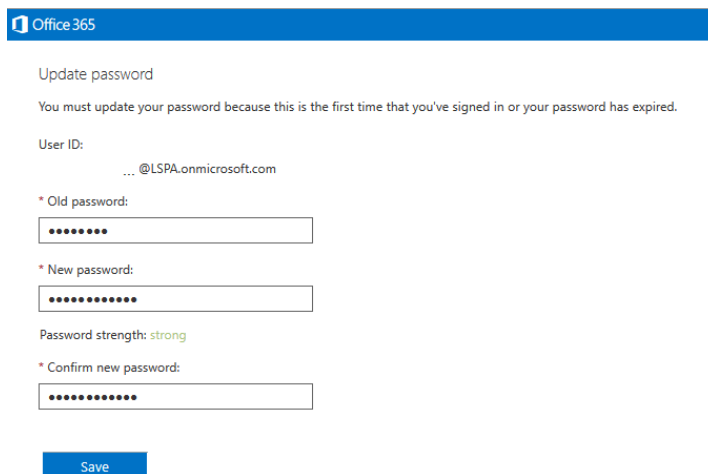 Office 365
Update password
You must update your password because this is the first time that you've signed in or your password has expired.
User ID:
... @LSPA.onmicrosoft.com
* Old password:
••••••••
* New password:
••••••••••••
Password strength: strong
* Confirm new password:
••••••••••••
Save